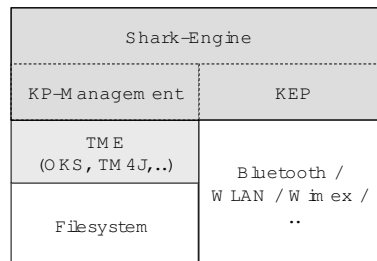 Shark-Engine
KP-Management
KEP
TME
(OKS, TM4J,..)
Bluetooth /
WLAN / Wimex /
..
Filesystem